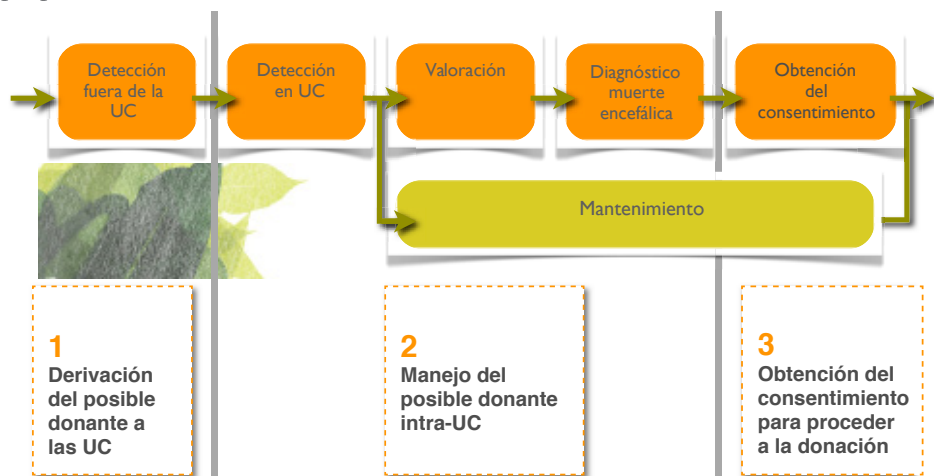 Detección
fuera de la
UC
Detección
en UC
Valoración
Diagnóstico
muerte
encefálica
Obtención
del
consentimiento
Mantenimiento
1
Derivación
del posible
donante a
las UC
2
Manejo del
posible donante
intra-UC
3
Obtención del
consentimiento
para proceder
a la donación